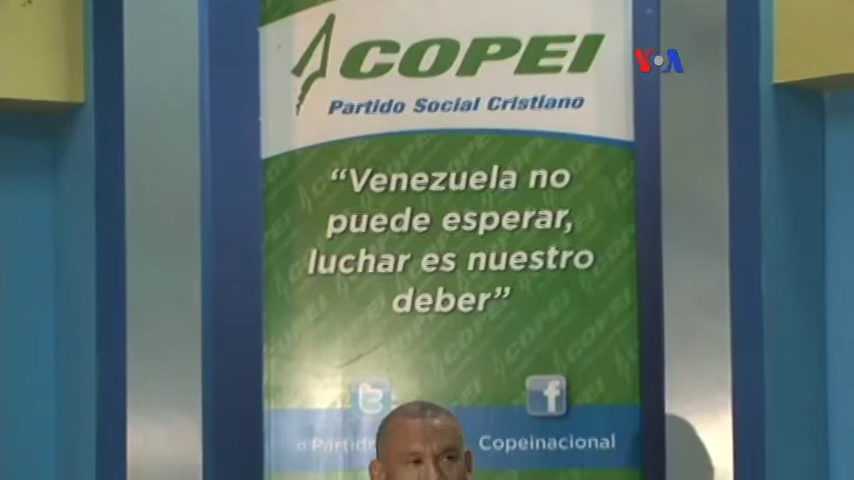 COPEI
VOA
Partido Social Cristiano
“Venezuela no
puede esperar,
luchar es nuestro
deber”
Copeinacional